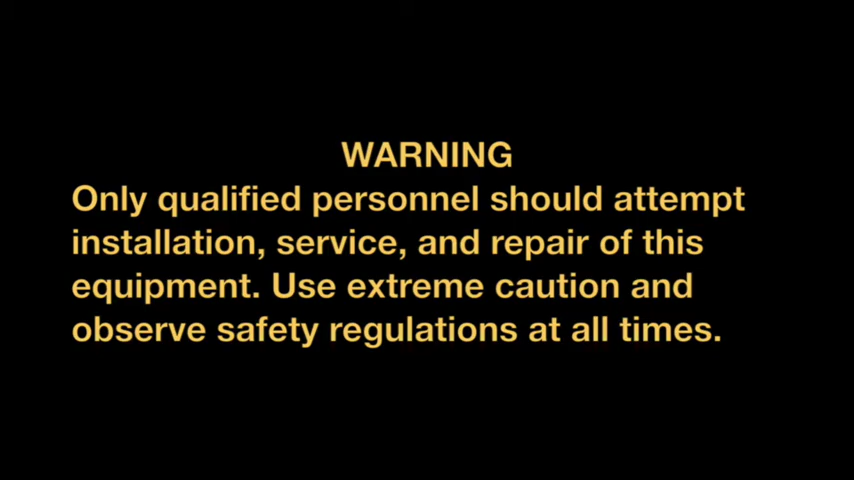 WARNING
Only qualified personnel should attempt
installation, service, and repair of this
equipment. Use extreme caution and
observe safety regulations at all times.